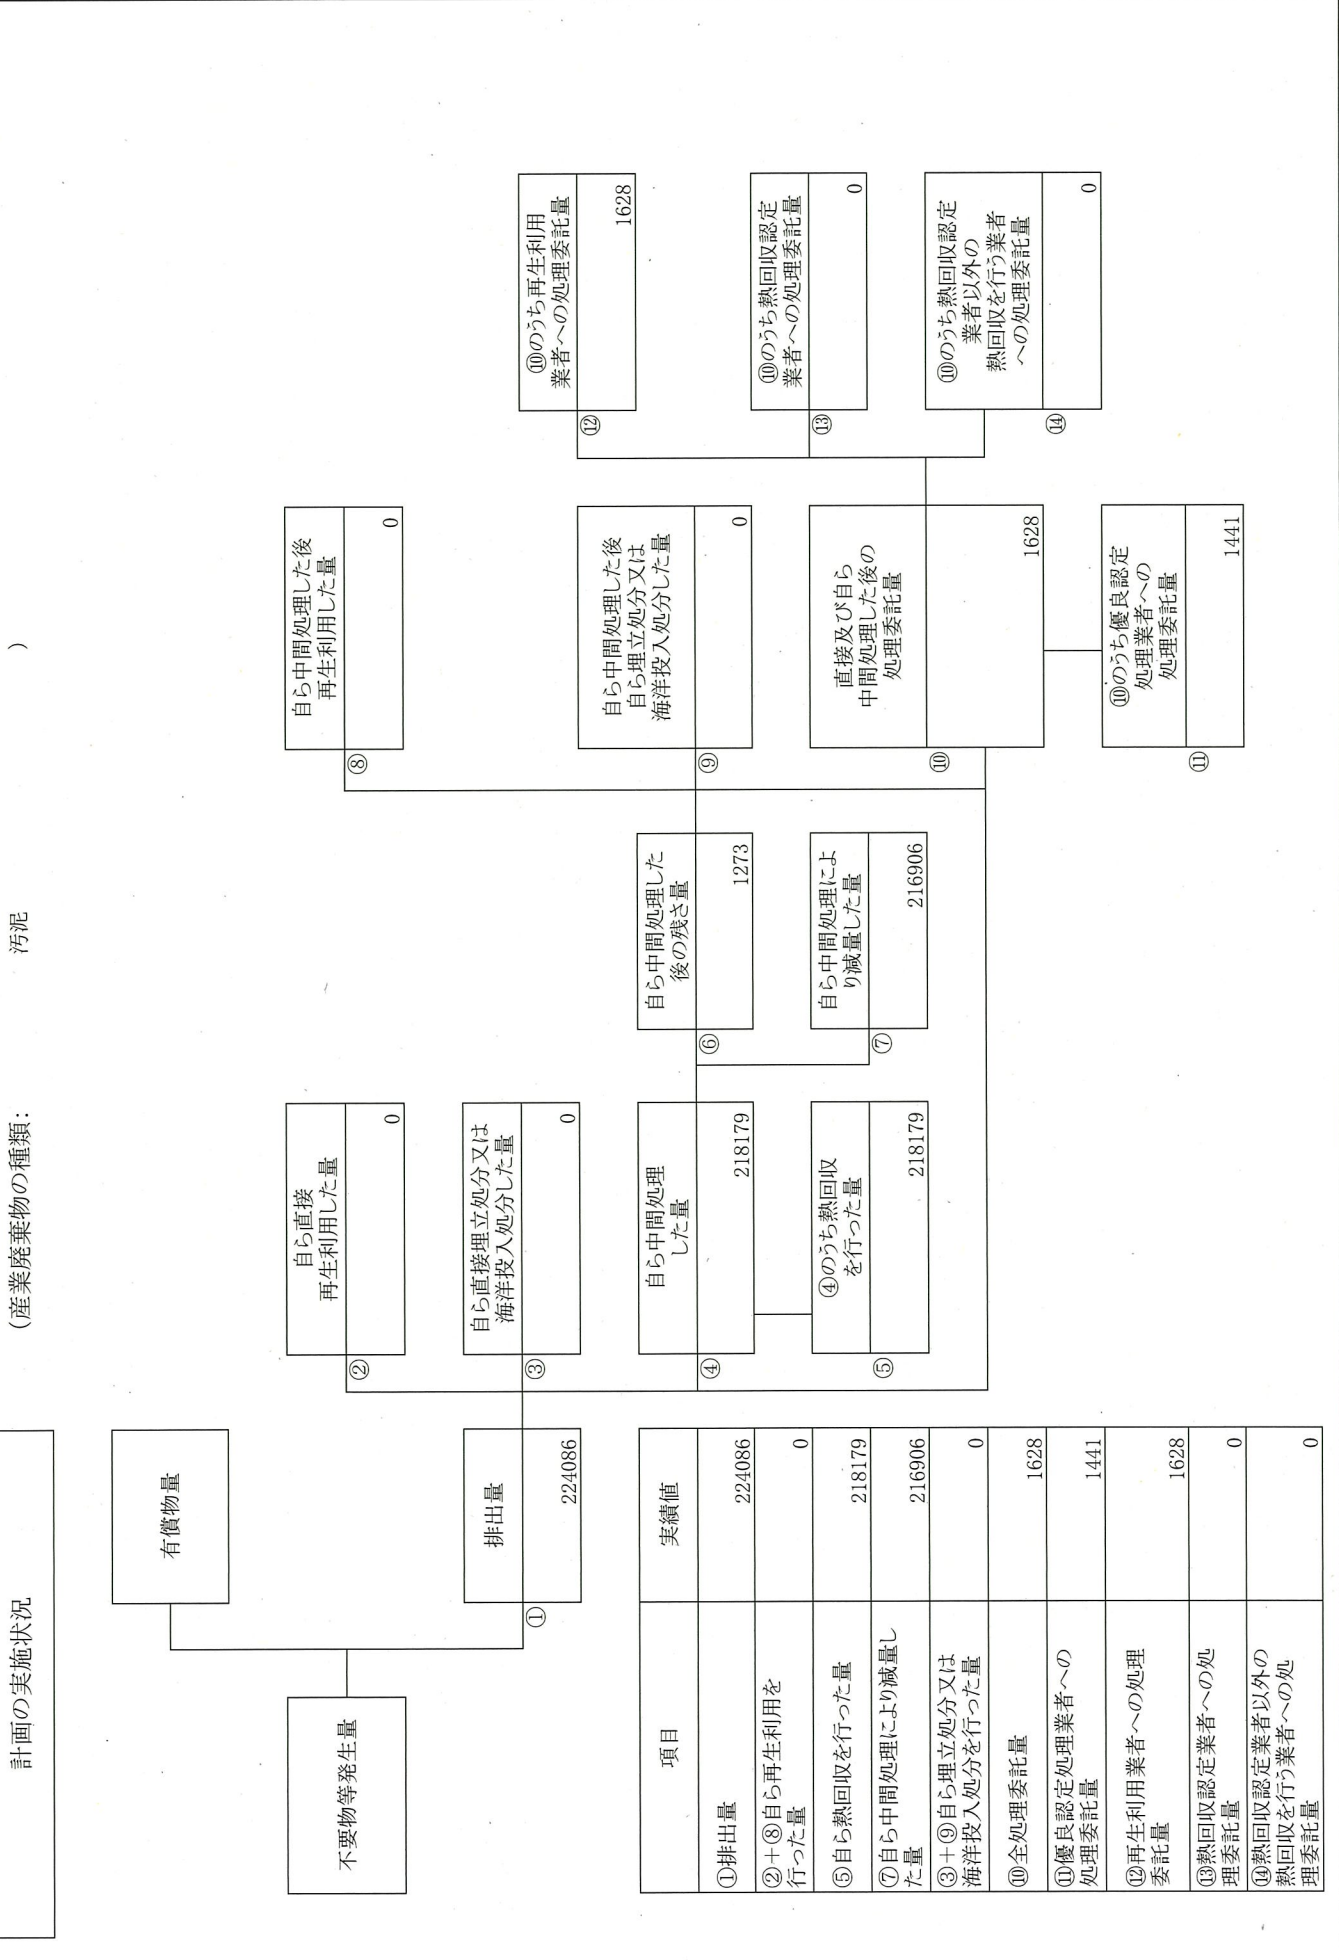 計画の実施状況
(産業廃棄物の種類: 汚泥 )
有償物量
不要物等発生量
①
排出量
224086
②
自ら直接
再生利用した量
0
③
自ら直接埋立処分又は
海洋投入処分した量
0
④
自ら中間処理
した量
218179
⑤
④のうち熱回収
を行った量
218179
⑥
自ら中間処理した
後の残さ量
1273
⑦
自ら中間処理によ
り減量した量
216906
⑧
自ら中間処理した後
再生利用した量
0
⑨
自ら中間処理した後
自ら埋立処分又は
海洋投入処分した量
0
⑩
直接及び自ら
中間処理した後の
処理委託量
1628
⑪
⑩のうち優良認定
処理業者への
処理委託量
1441
⑫
⑩のうち再生利用
業者への処理委託量
1628
⑬
⑩のうち熱回収認定
業者への処理委託量
0
⑭
⑩のうち熱回収認定
業者以外の
熱回収を行う業者
への処理委託量
0
項目 実績値
①排出量 224086
②+⑧自ら再生利用を
行った量 0
⑤自ら熱回収を行った量 218179
⑦自ら中間処理により減量し
た量 216906
③+⑨自ら埋立処分又は
海洋投入処分を行った量 0
⑩全処理委託量 1628
⑪優良認定処理業者への
処理委託量 1441
⑫再生利用業者への処理
委託量 1628
⑬熱回収認定業者への処
理委託量 0
⑭熱回収認定業者以外の
熱回収を行う業者への処
理委託量 0